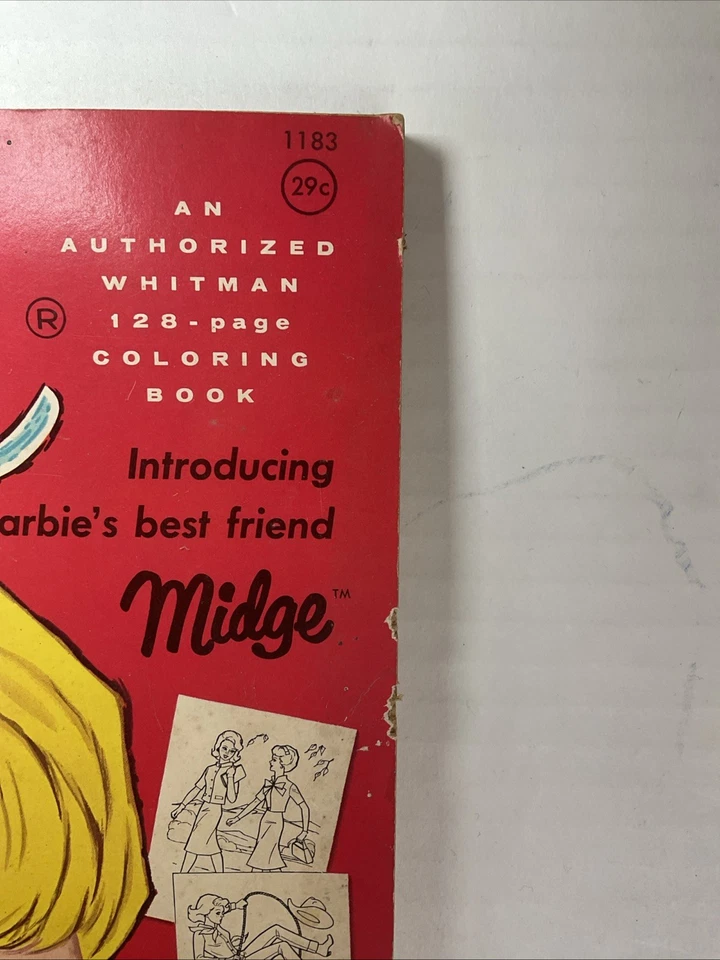 1183
29c
AN
AUTHORIZED
WHITMAN
®
128-page
COLORING
BOOK
Introducing
arbie's best friend
Midge™